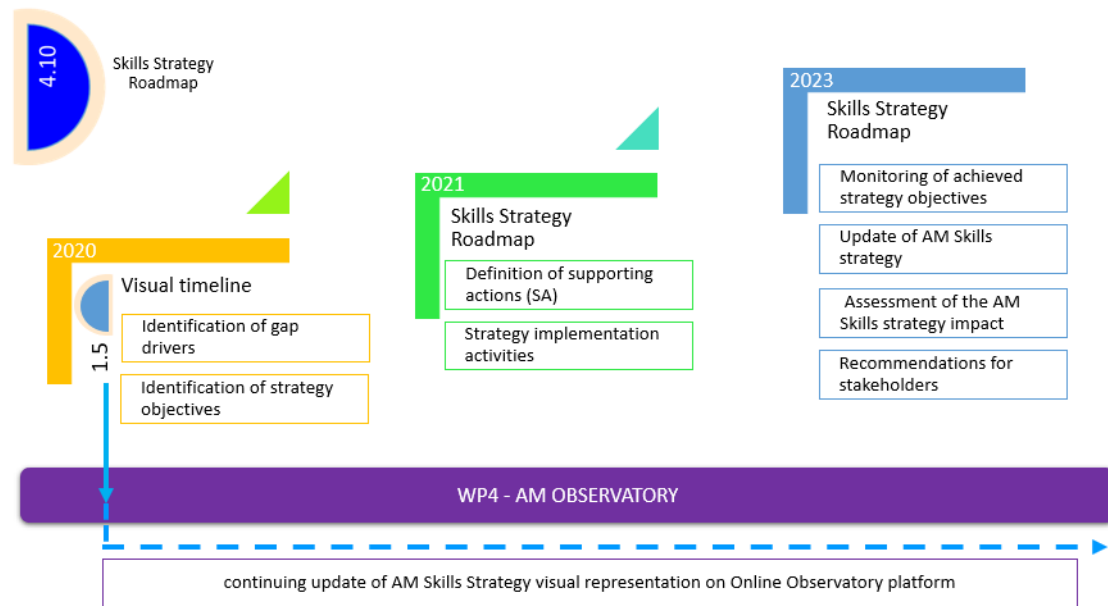 4.10
Skills Strategy
Roadmap
2020
Visual timeline
1.5
Identification of gap
drivers
Identification of strategy
objectives
2021
Skills Strategy
Roadmap
Definition of supporting
actions (SA)
Strategy implementation
activities
2023
Skills Strategy
Roadmap
Monitoring of achieved
strategy objectives
Update of AM Skills
strategy
Assessment of the AM
Skills strategy impact
Recommendations for
stakeholders
WP4 - AM OBSERVATORY
continuing update of AM Skills Strategy visual representation on Online Observatory platform